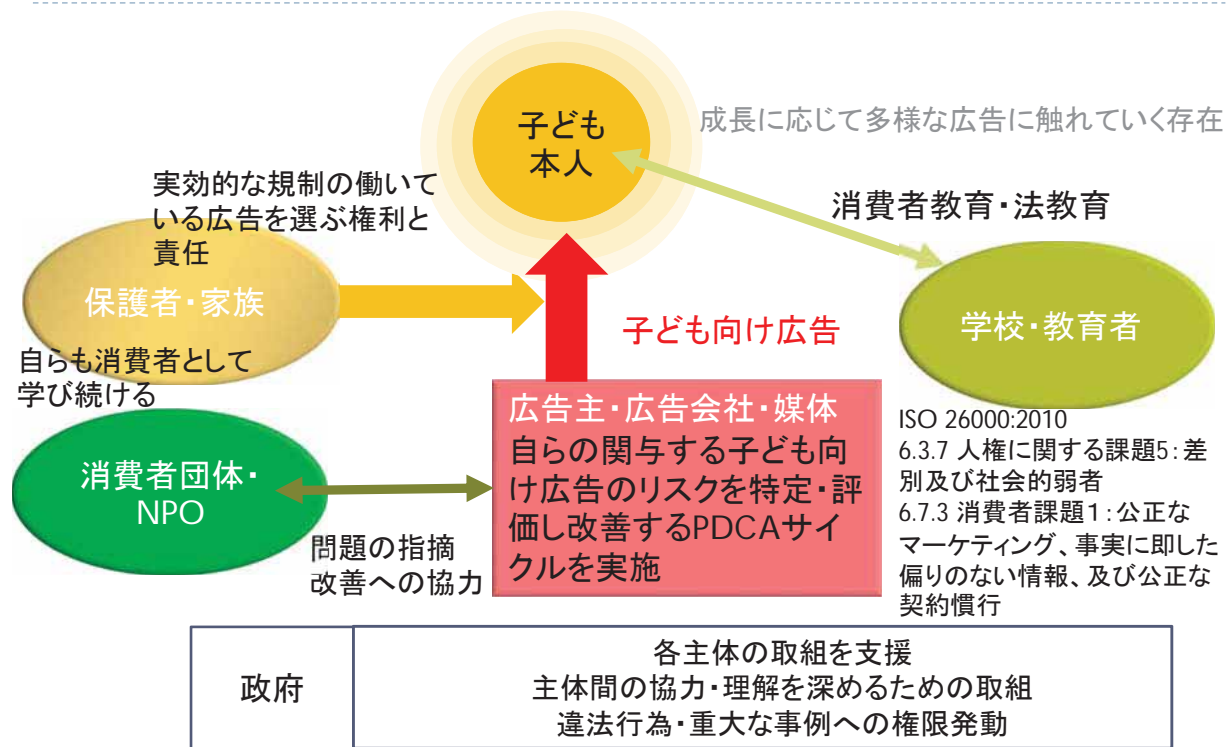 子ども
本人
成長に応じて多様な広告に触れていく存在
実効的な規制の働いて
いる広告を選ぶ権利と
責任
消費者教育・法教育
保護者・家族
学校・教育者
子ども向け広告
自らも消費者として
学び続ける
広告主・広告会社・媒体
自らの関与する子ども向
け広告のリスクを特定・評
価し改善するPDCAサイ
クルを実施
消費者団体・
NPO
問題の指摘
改善への協力
ISO 26000:2010
6.3.7 人権に関する課題5:差
別及び社会的弱者
6.7.3 消費者課題1:公正な
マーケティング、事実に即した
偏りのない情報、及び公正な
契約慣行
政府
各主体の取組を支援
主体間の協力・理解を深めるための取組
違法行為・重大な事例への権限発動